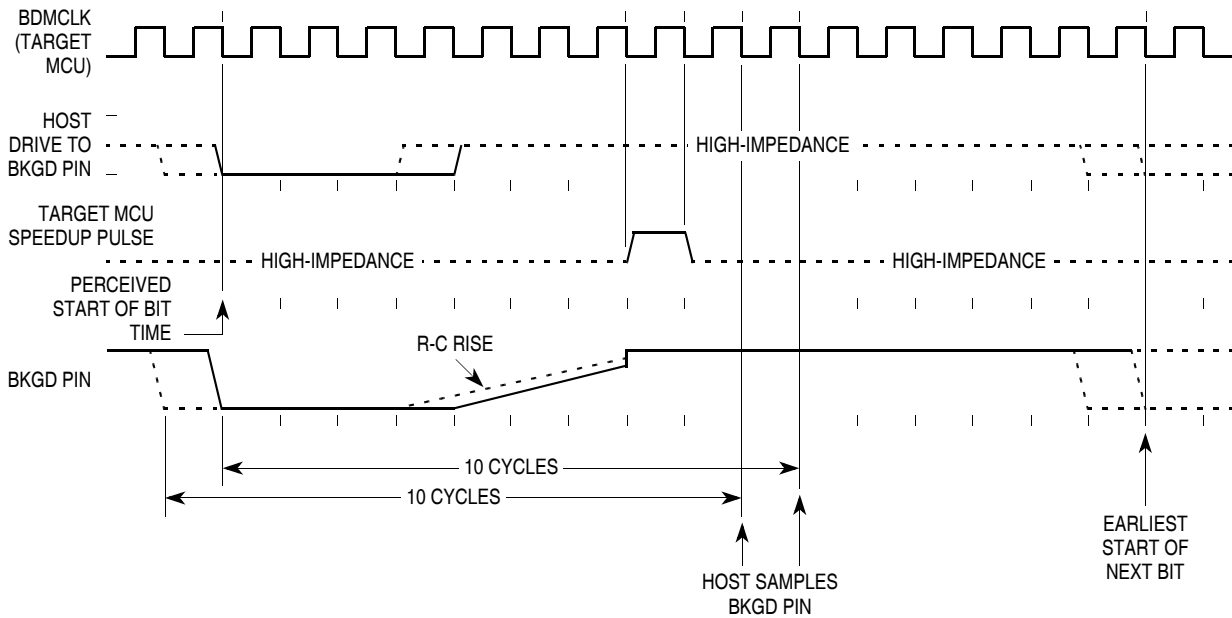 BDMCLK
(TARGET
MCU)
HOST
DRIVE TO
BKGD PIN
HIGH-IMPEDANCE
TARGET MCU
SPEEDUP PULSE
HIGH-IMPEDANCE
HIGH-IMPEDANCE
PERCEIVED
START OF BIT
TIME
R-C RISE
BKGD PIN
10 CYCLES
10 CYCLES
HOST SAMPLES
BKGD PIN
EARLIEST
START OF
NEXT BIT